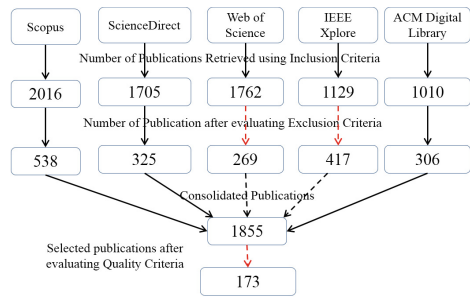 Scopus
ScienceDirect
Web of
Science
IEEE
Xplore
ACM Digital
Library
Number of Publications Retrieved using Inclusion Criteria
2016
1705
1762
1129
1010
Number of Publication after evaluating Exclusion Criteria
538
325
269
417
306
Consolidated Publications
1855
Selected publications after
evaluating Quality Criteria
173